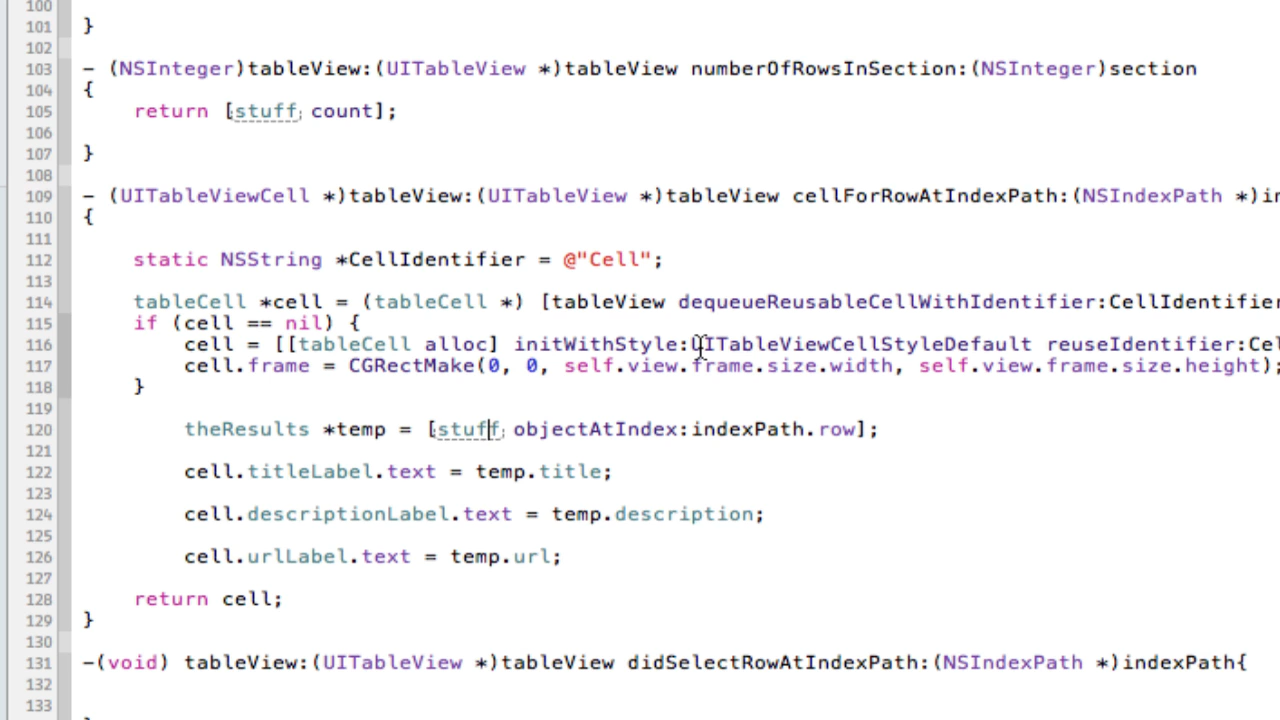 100
101 }
102
103 - (NSInteger)tableView:(UITableView *)tableView numberOfRowsInSection:(NSInteger)section
104 {
105 return [stuff count];
106
107 }
108
109 - (UITableViewCell *)tableView:(UITableView *)tableView cellForRowAtIndexPath:(NSIndexPath *)in
110 {
111
112 static NSString *CellIdentifier = @"Cell";
113
114 tableCell *cell = (tableCell *) [tableView dequeueReusableCellWithIdentifier:CellIdentifier
115 if (cell == nil) {
116 cell = [[tableCell alloc] initWithStyle:UITableViewCellStyleDefault reuseIdentifier:Cel
117 cell.frame = CGRectMake(0, 0, self.view.frame.size.width, self.view.frame.size.height);
118 }
119
120 theResults *temp = [stuff objectAtIndex:indexPath.row];
121
122 cell.titleLabel.text = temp.title;
123
124 cell.descriptionLabel.text = temp.description;
125
126 cell.urlLabel.text = temp.url;
127
128 return cell;
129 }
130
131 -(void) tableView:(UITableView *)tableView didSelectRowAtIndexPath:(NSIndexPath *)indexPath{
132
133